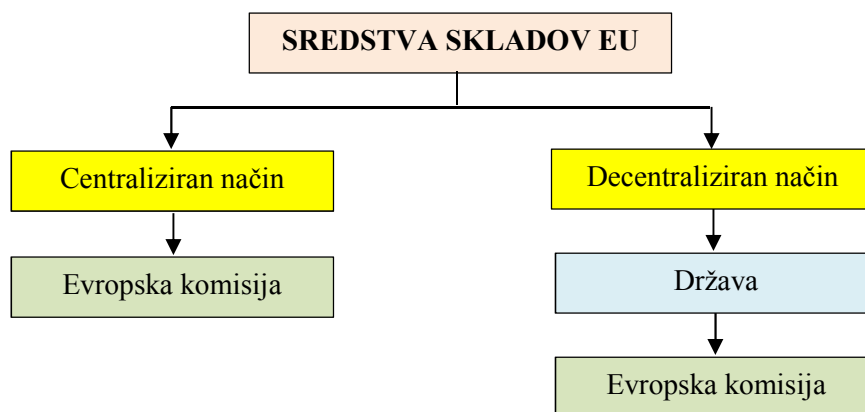 SREDSTVA SKLADOV EU
Centraliziran način
Decentraliziran način
Evropska komisija
Država
Evropska komisija